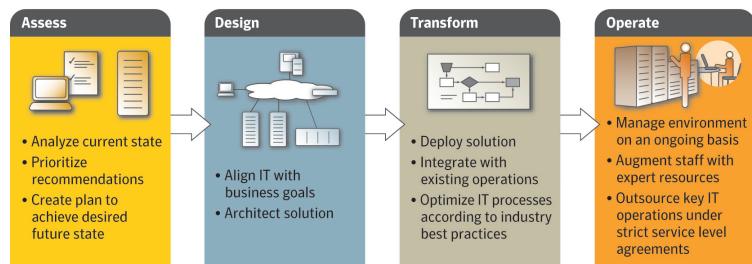 Assess
• Analyze current state
• Prioritize
recommendations
• Create plan to
achieve desired
future state
Design
• Align IT with
business goals
• Architect solution
Transform
• Deploy solution
• Integrate with
existing operations
• Optimize IT processes
according to industry
best practices
Operate
• Manage environment
on an ongoing basis
• Augment staff with
expert resources
• Outsource key IT
operations under
strict service level
agreements